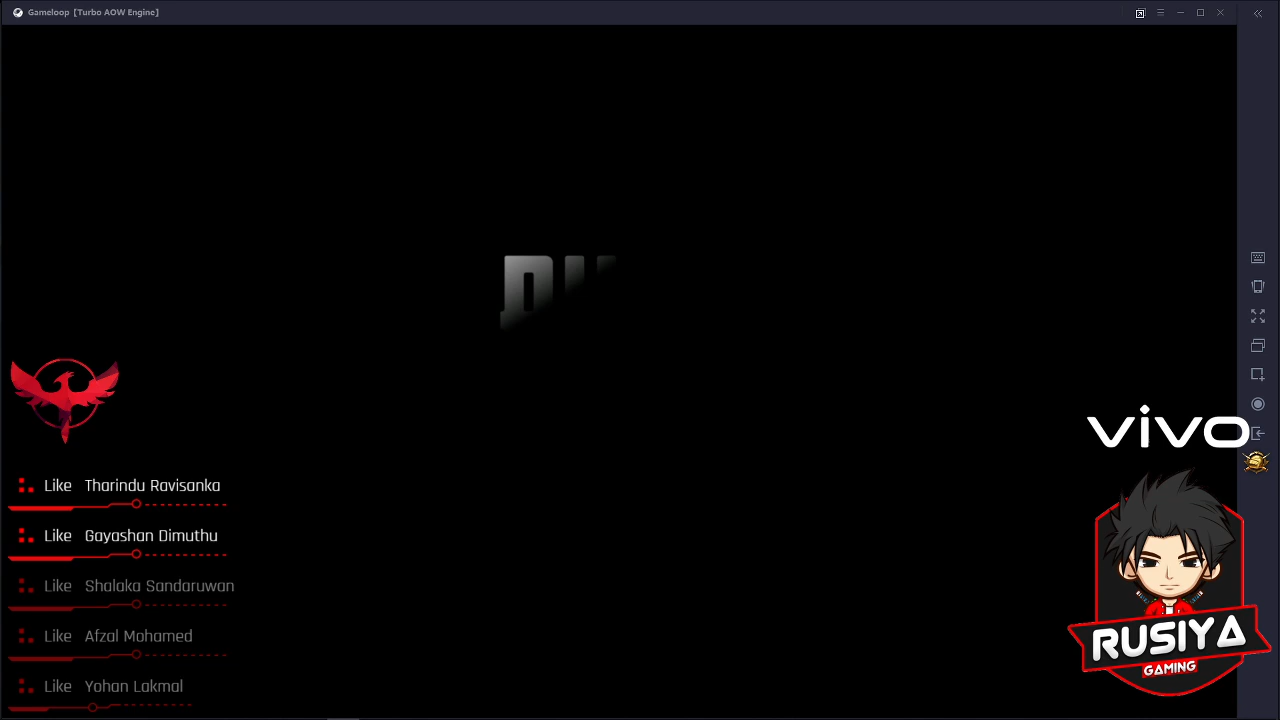 Gameloop【Turbo AOW Engine】
vivo
Like Tharindu Ravisanka
Like Gayashan Dimuthu
Like Shalaka Sandaruwan
Like Afzal Mohamed
Like Yohan Lakmal
RUSIYA
GAMING